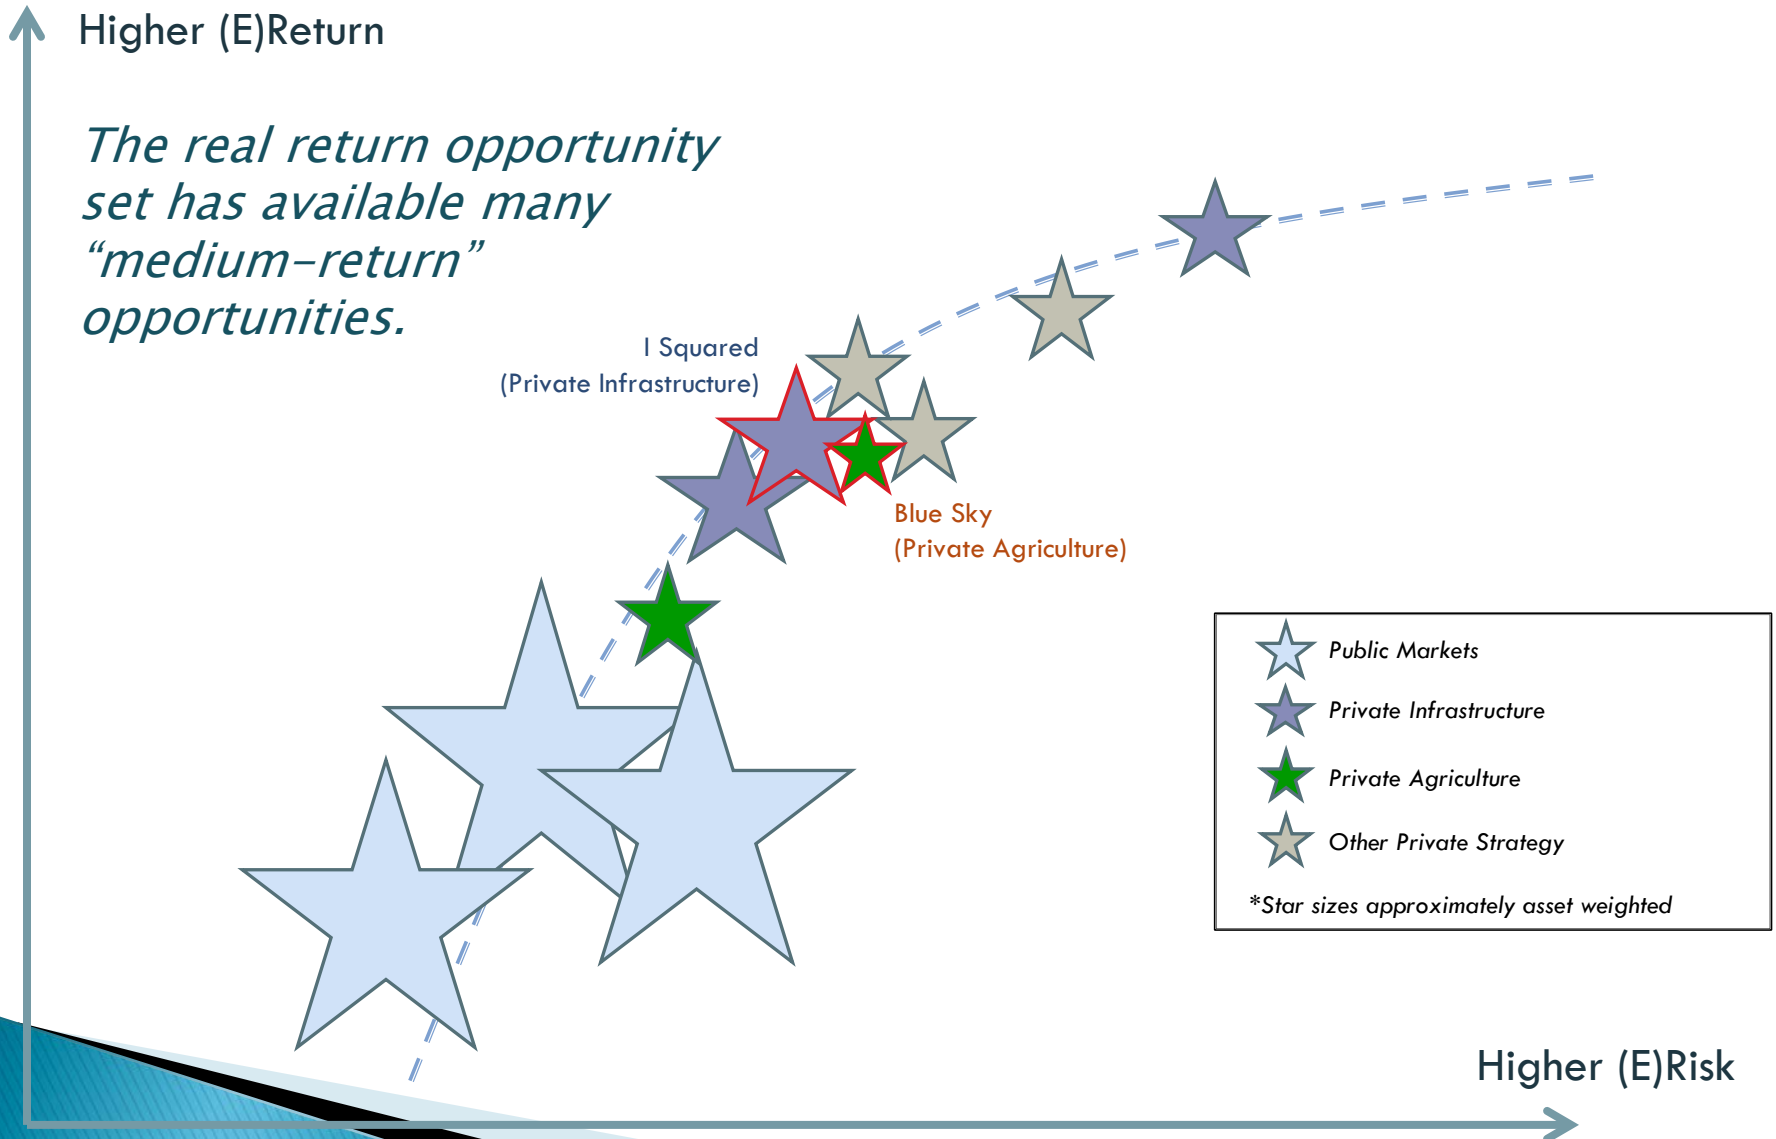 Higher (E)Return
The real return opportunity
set has available many
“medium-return”
opportunities.
I Squared
(Private Infrastructure)
Blue Sky
(Private Agriculture)
Public Markets
Private Infrastructure
Private Agriculture
Other Private Strategy
*Star sizes approximately asset weighted
Higher (E)Risk